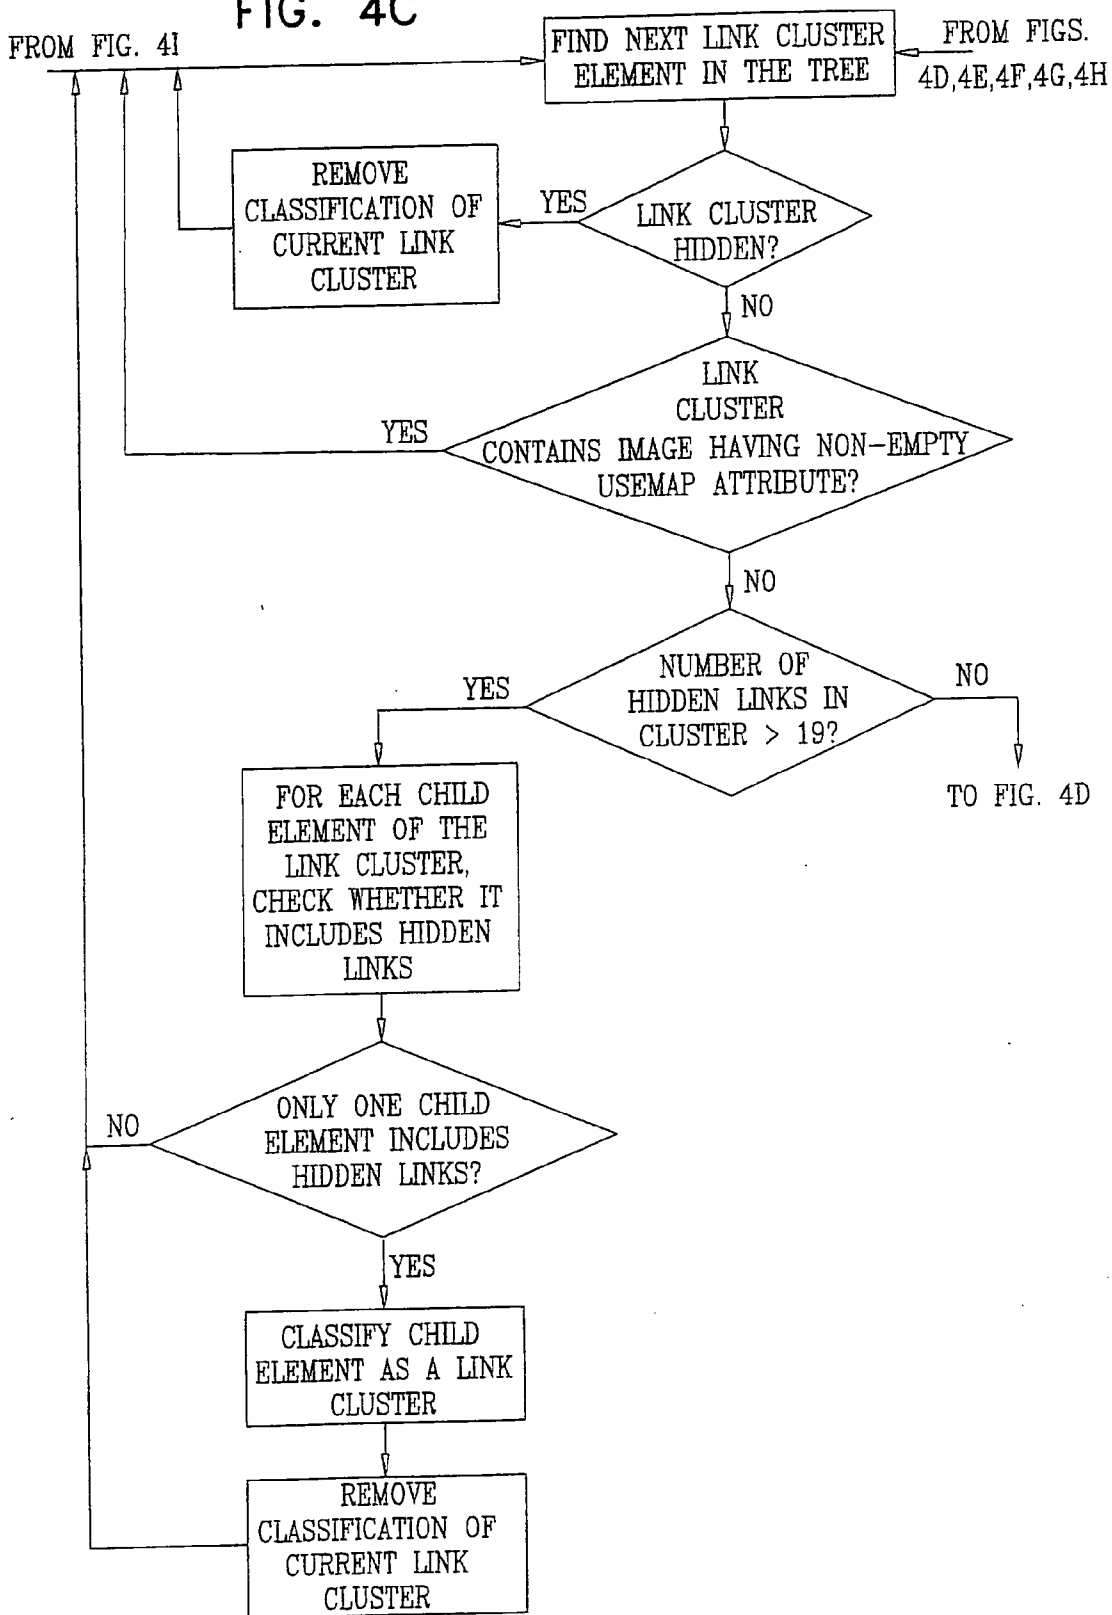 FIG. 4C
FROM FIG. 4I
FIND NEXT LINK CLUSTER
ELEMENT IN THE TREE
FROM FIGS.
4D,4E,4F,4G,4H
REMOVE
CLASSIFICATION OF
CURRENT LINK
CLUSTER
YES
LINK CLUSTER
HIDDEN?
NO
LINK
CLUSTER
CONTAINS IMAGE HAVING NON-EMPTY
USEMAP ATTRIBUTE?
YES
NO
NUMBER OF
HIDDEN LINKS IN
CLUSTER > 19?
YES
NO
TO FIG. 4D
FOR EACH CHILD
ELEMENT OF THE
LINK CLUSTER,
CHECK WHETHER IT
INCLUDES HIDDEN
LINKS
ONLY ONE CHILD
ELEMENT INCLUDES
HIDDEN LINKS?
NO
YES
CLASSIFY CHILD
ELEMENT AS A LINK
CLUSTER
REMOVE
CLASSIFICATION OF
CURRENT LINK
CLUSTER